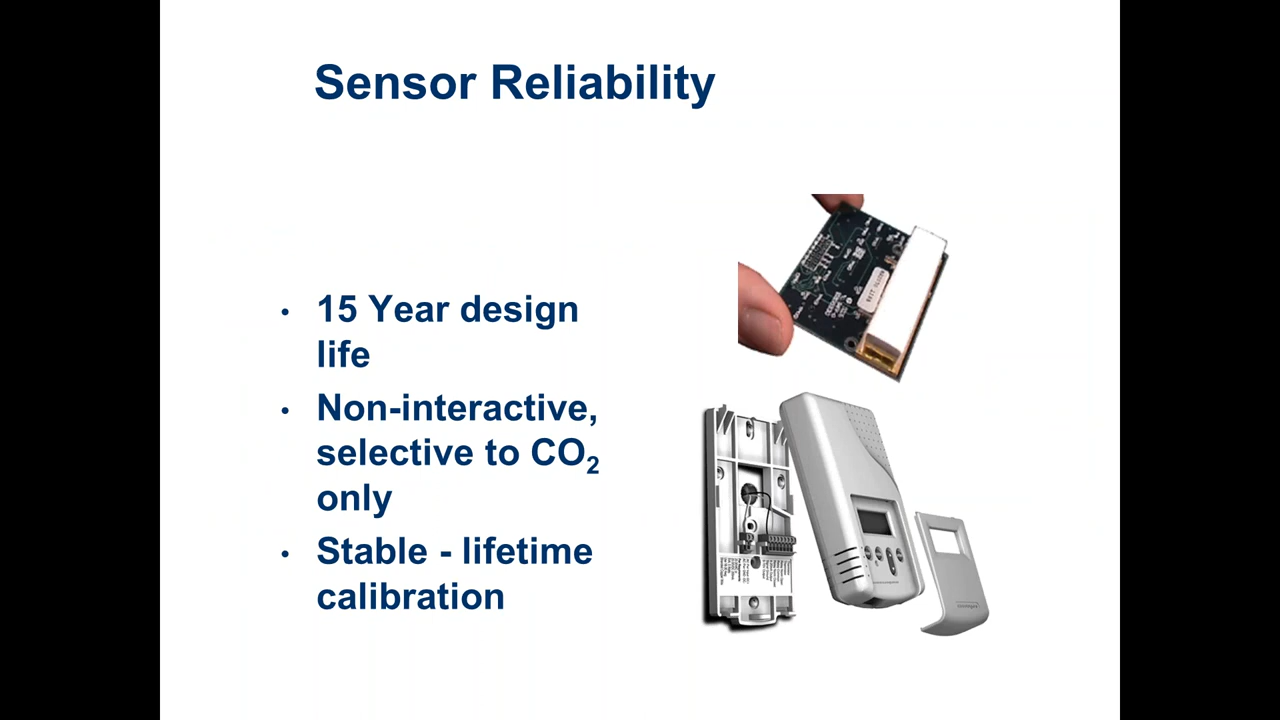 Sensor Reliability
• 15 Year design
life
• Non-interactive,
selective to CO₂
only
• Stable - lifetime
calibration